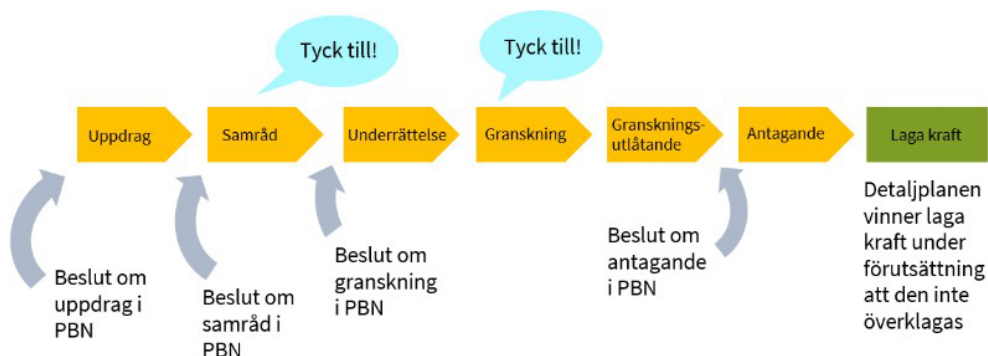 Tyck till!
Tyck till!
Uppdrag
Samråd
Underrättelse
Granskning
Gransknings-
utlåtande
Antagande
Laga kraft
Beslut om
uppdrag i
PBN
Beslut om
samråd i
PBN
Beslut om
granskning
i PBN
Beslut om
antagande
i PBN
Detaljplanen
vinner laga
kraft under
förutsättning
att den inte
överklagas